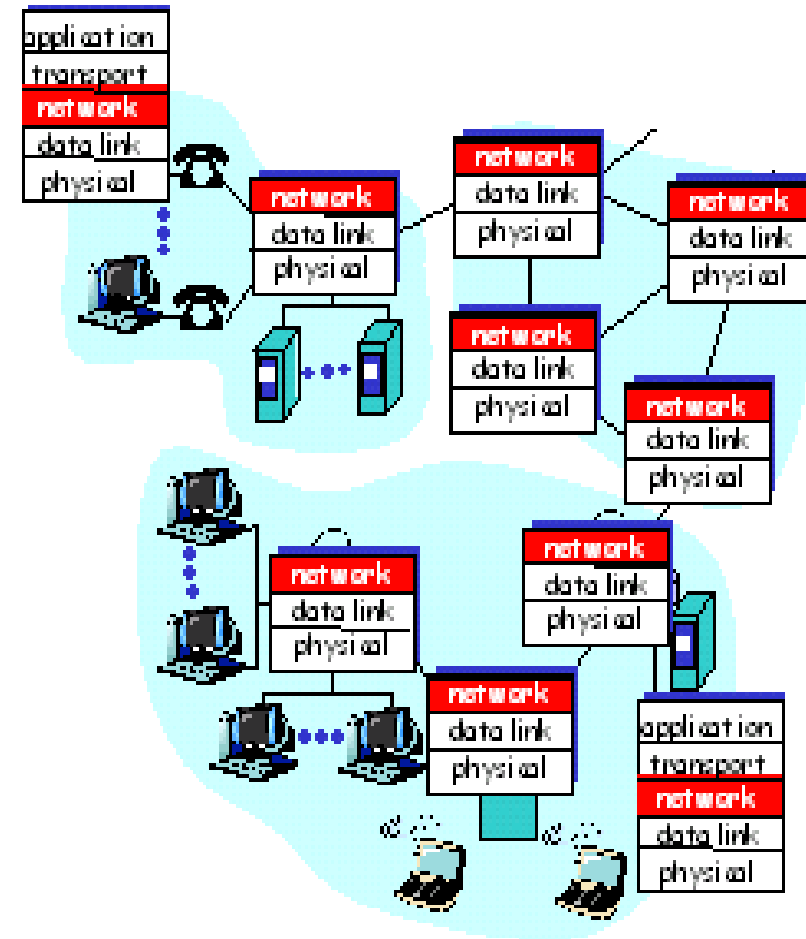 application
transport
network
data link
physical
network
data link
physical
network
data link
physical
network
data link
physical
network
data link
physical
network
data link
physical
network
data link
physical
network
data link
physical
network
data link
physical
application
transport
network
data link
physical